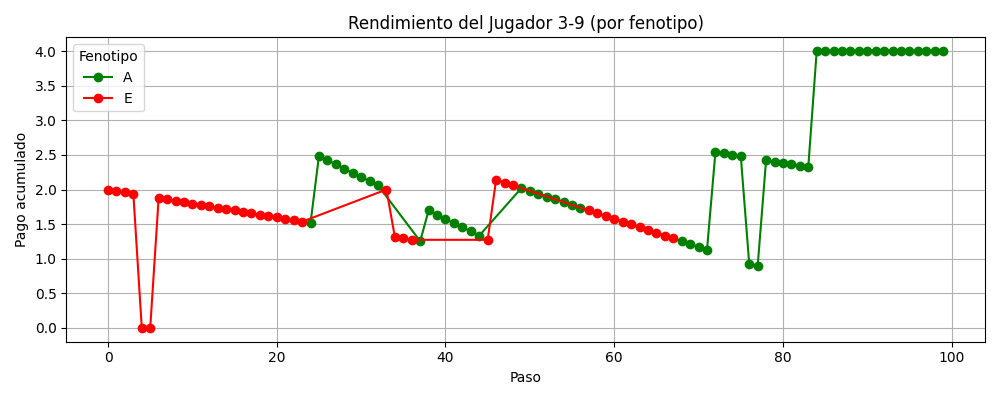 Rendimiento del Jugador 3-9 (por fenotipo)
Fenotipo
A
E
Pago acumulado
4.0
3.5
3.0
2.5
2.0
1.5
1.0
0.5
0.0
0 20 40 60 80 100
Paso